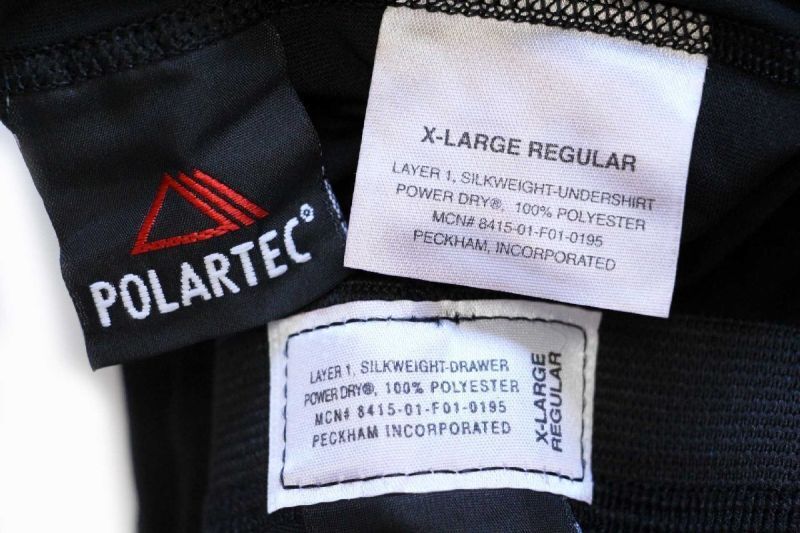 POLARTEC®
X-LARGE REGULAR
LAYER 1, SILKWEIGHT-UNDERSHIRT
POWER DRY®, 100% POLYESTER
MCN# 8415-01-F01-0195
PECKHAM, INCORPORATED
LAYER 1, SILKWEIGHT-DRAWER
POWER DRY®, 100% POLYESTER
MCN# 8415-01-F01-0195
PECKHAM INCORPORATED
X-LARGE
REGULAR